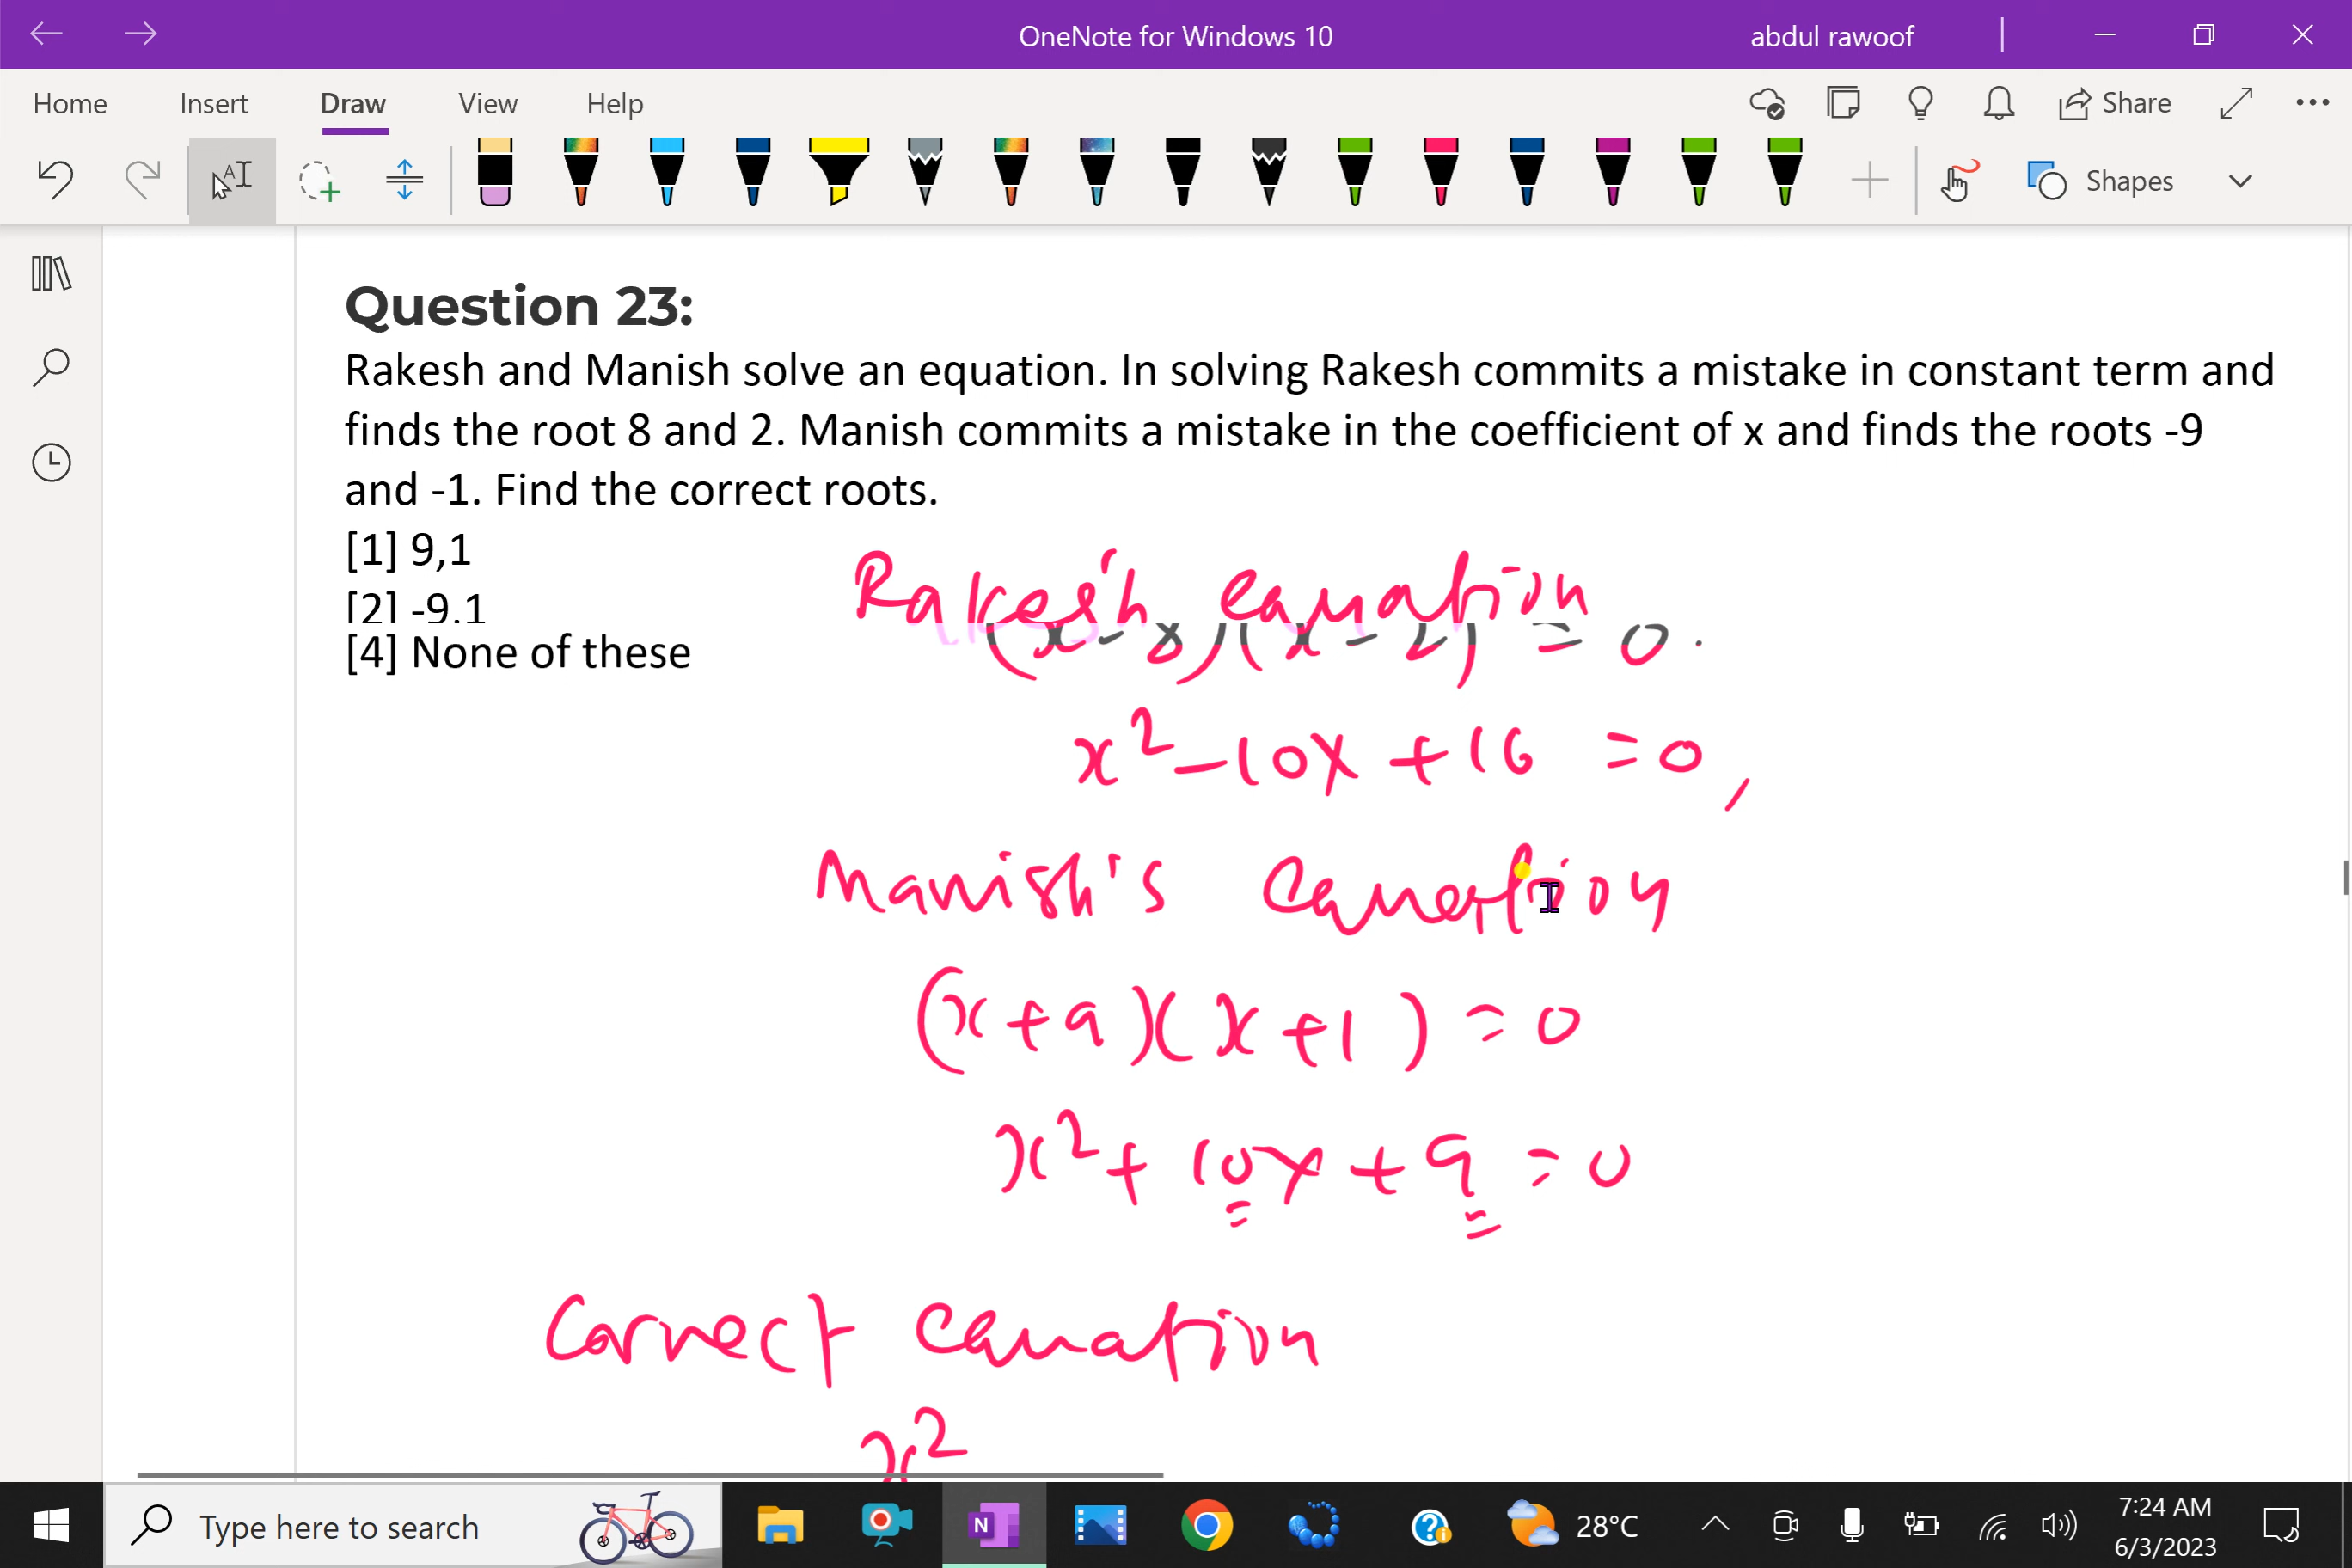 OneNote for Windows 10
abdul rawoof
Home Insert Draw View Help
Share
Shapes
Question 23:
Rakesh and Manish solve an equation. In solving Rakesh commits a mistake in constant term and
finds the root 8 and 2. Manish commits a mistake in the coefficient of x and finds the roots -9
and -1. Find the correct roots.
[1] 9,1
[2] -9,1
[4] None of these
Rakesh equation
(x-8)(x-2) = 0.
x²-10x+16 =0,
Manish's equation
(x+9)(x+1)=0
x²+10x+9=0
Correct equation
x²
Type here to search
28°C
7:24 AM
6/3/2023